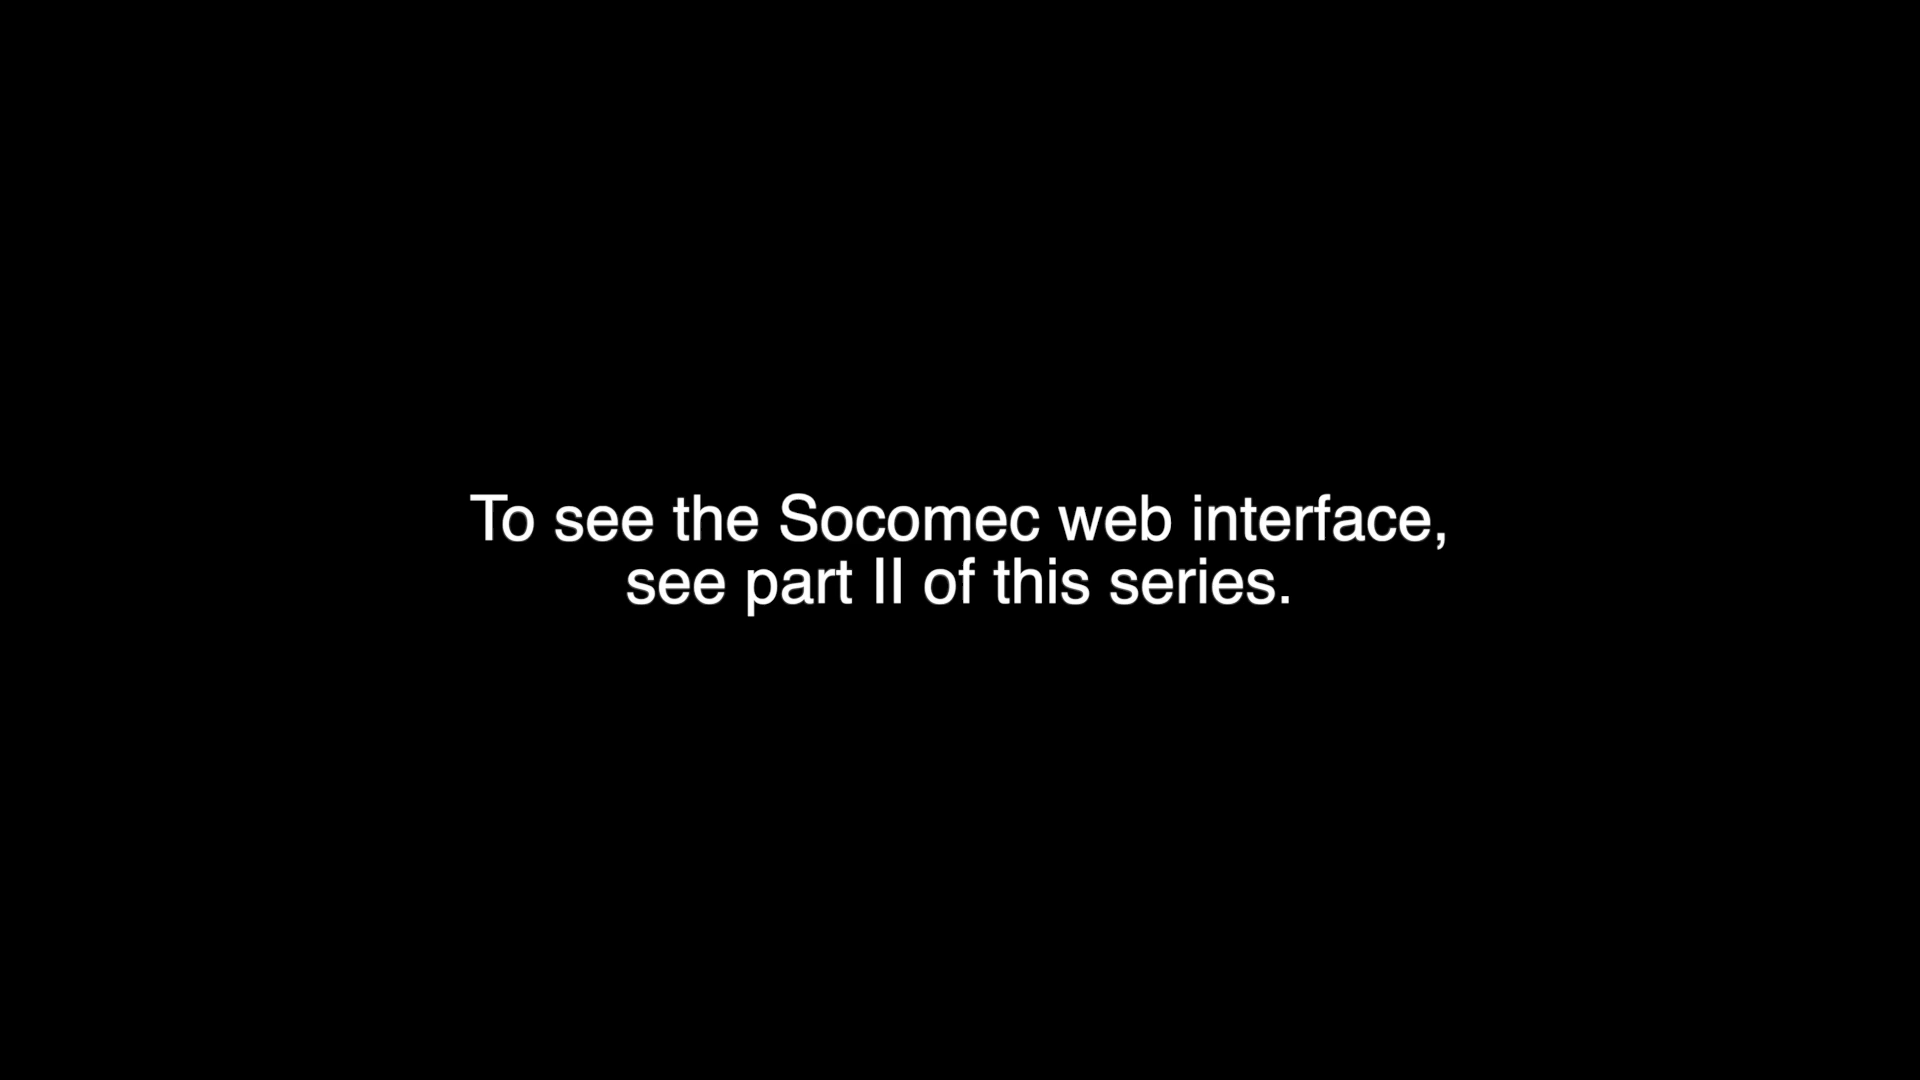 To see the Socomec web interface,
see part II of this series.